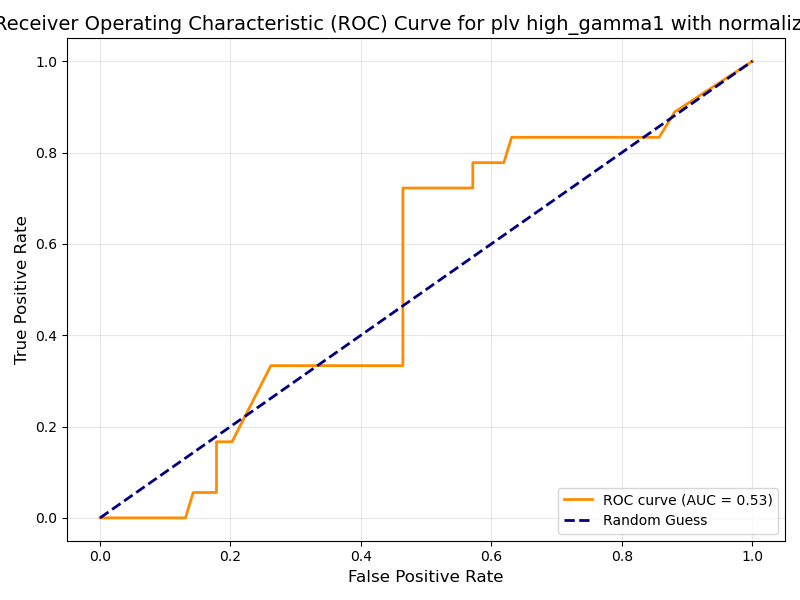 Receiver Operating Characteristic (ROC) Curve for plv high_gamma1 with normaliz
1.0
0.8
0.6
0.4
0.2
0.0
True Positive Rate
ROC curve (AUC = 0.53)
Random Guess
0.0 0.2 0.4 0.6 0.8 1.0
False Positive Rate